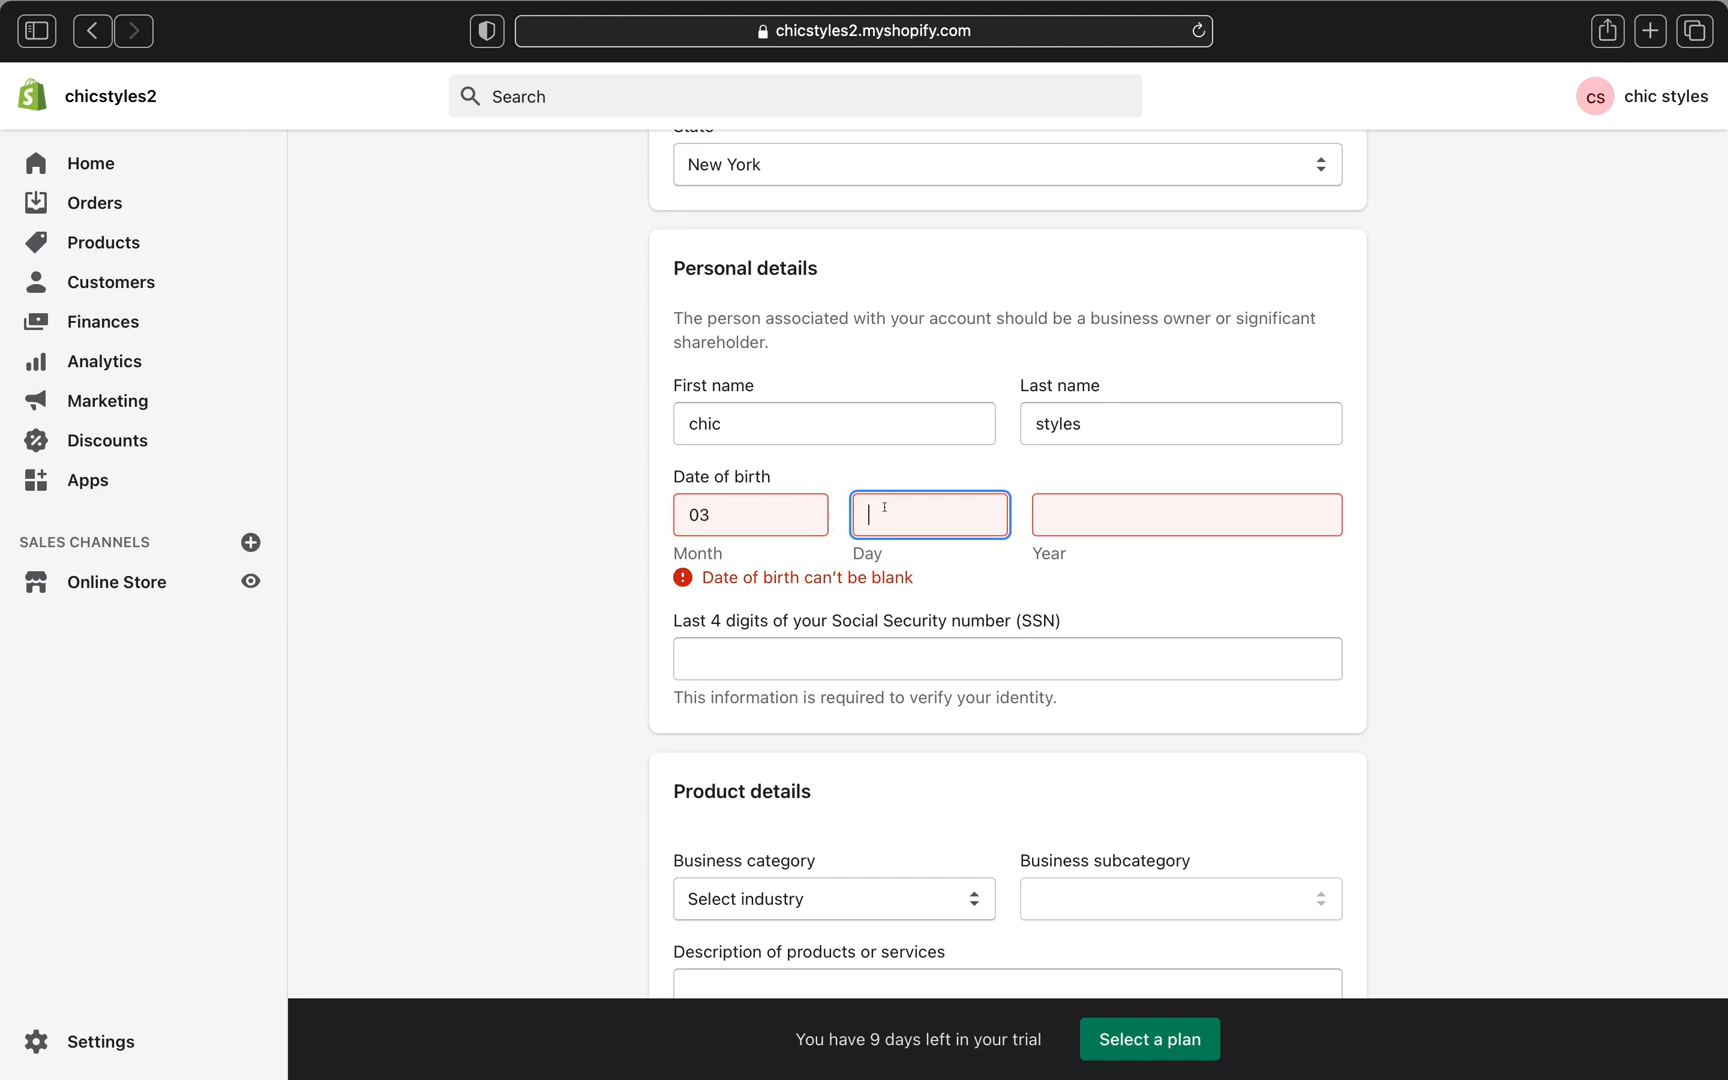 chicstyles2.myshopify.com
chicstyles2
Search
cs chic styles
Home
Orders
Products
Customers
Finances
Analytics
Marketing
Discounts
Apps
SALES CHANNELS
Online Store
Settings
State
New York
Personal details
The person associated with your account should be a business owner or significant
shareholder.
First name Last name
chic styles
Date of birth
03
Month Day Year
Date of birth can't be blank
Last 4 digits of your Social Security number (SSN)
This information is required to verify your identity.
Product details
Business category Business subcategory
Select industry
Description of products or services
You have 9 days left in your trial Select a plan